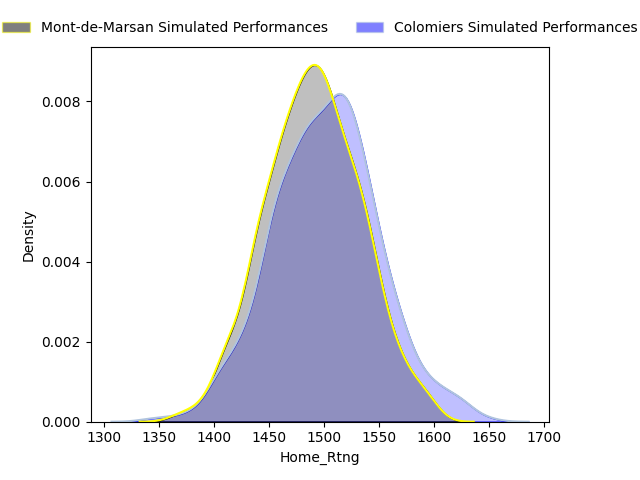 Mont-de-Marsan Simulated Performances
Colomiers Simulated Performances
0.008
0.006
0.004
0.002
0.000
Density
1300 1350 1400 1450 1500 1550 1600 1650 1700
Home_Rtng